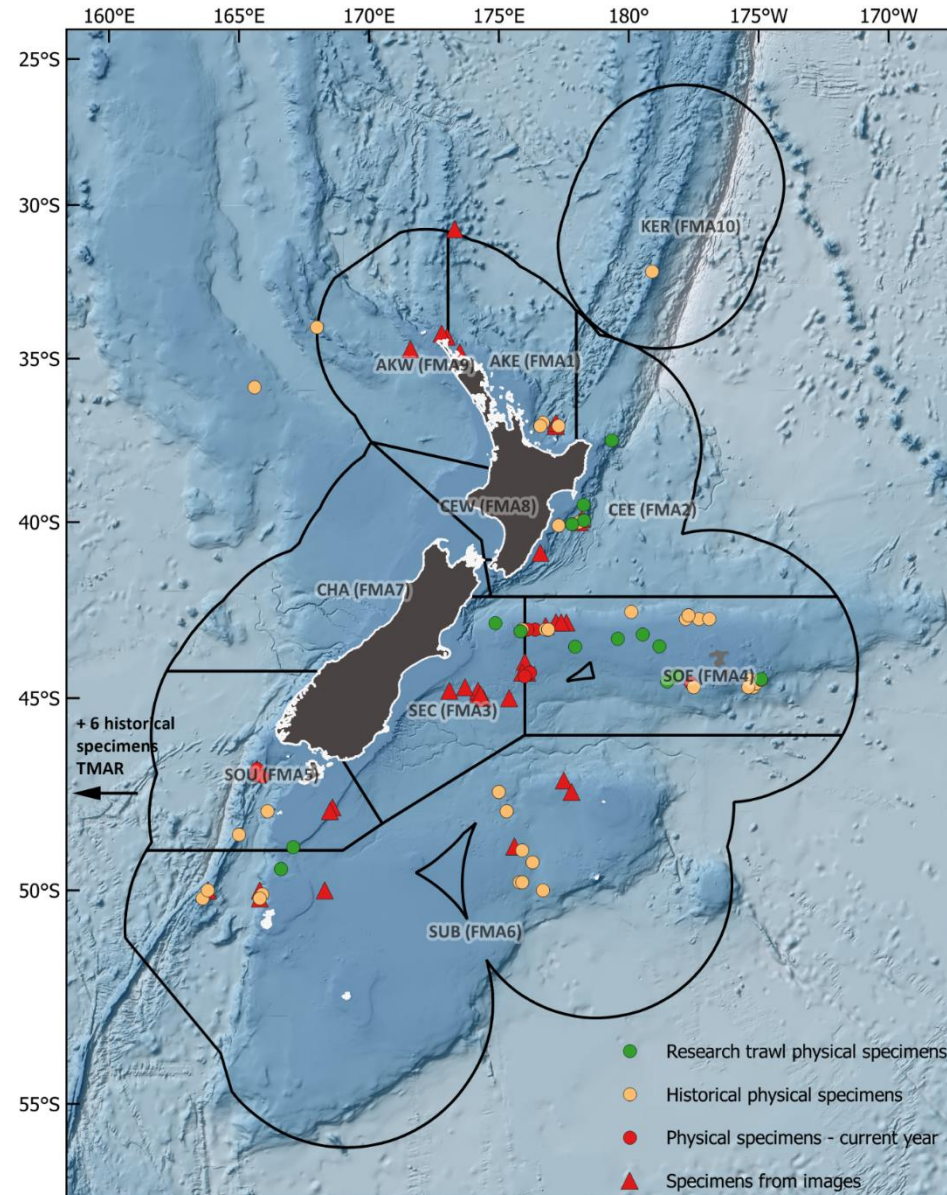 160°E 165°E 170°E 175°E 180° 175°W 170°W
25°S
30°S
KER (FMA10)
35°S
AKW (FMA9)
AKE (FMA1)
CEW (FMA8)
CEE (FMA2)
40°S
CHA (FMA7)
SOE (FMA4)
45°S
SEC (FMA3)
+ 6 historical
specimens
TMAR
SOU (FMA5)
50°S
SUB (FMA6)
55°S
Research trawl physical specimens
Historical physical specimens
Physical specimens - current year
Specimens from images